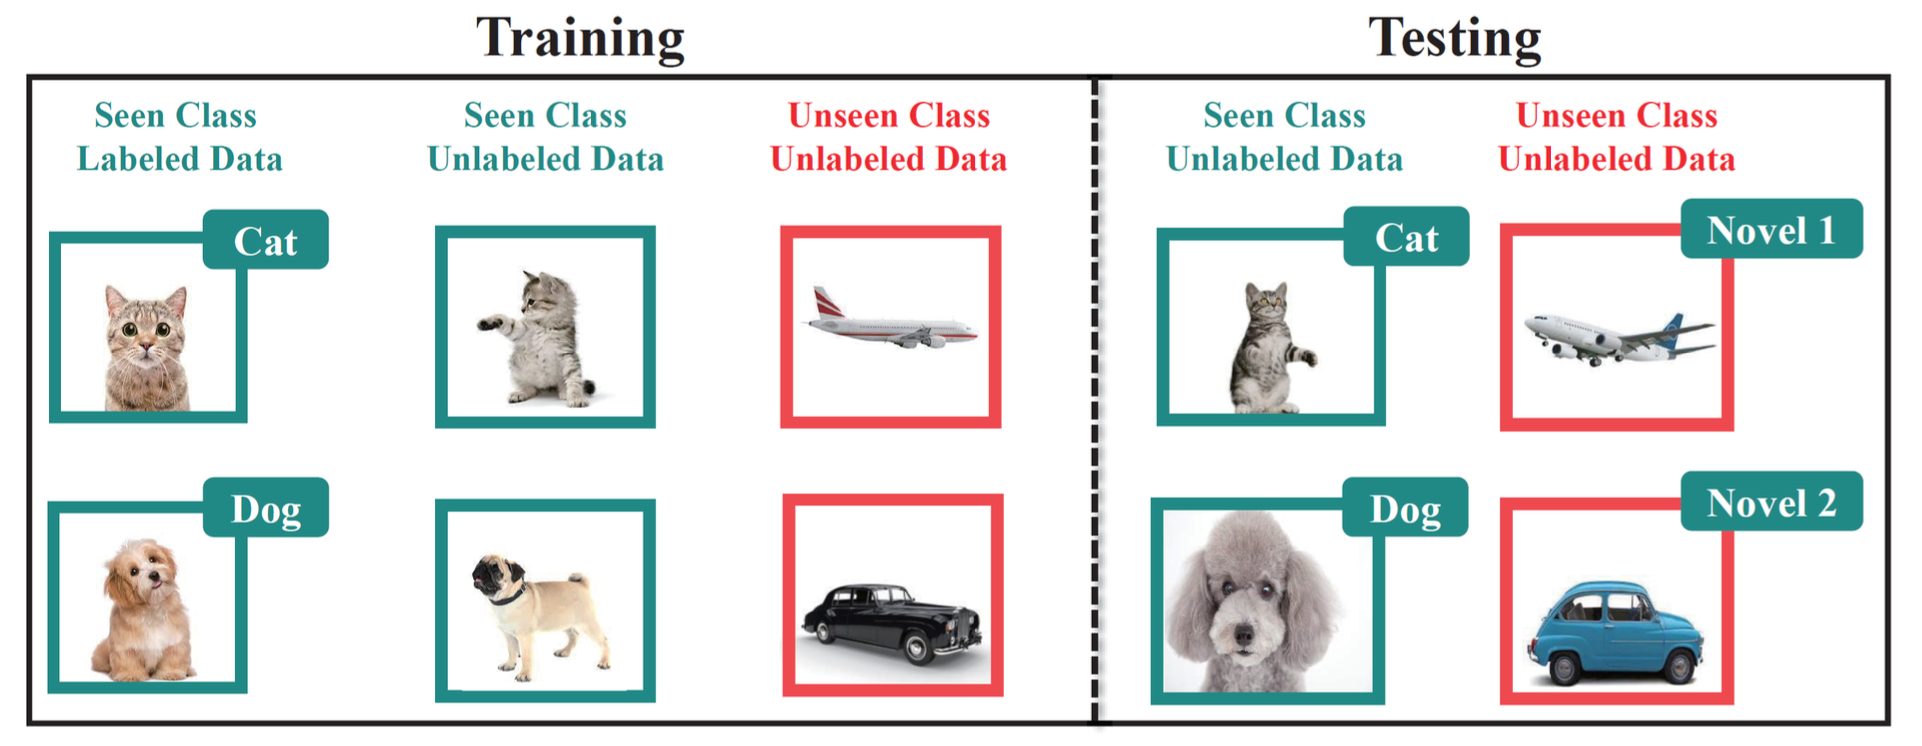 Training
Testing
Seen Class
Labeled Data
Seen Class
Unlabeled Data
Unseen Class
Unlabeled Data
Seen Class
Unlabeled Data
Unseen Class
Unlabeled Data
Cat
Cat
Novel 1
Dog
Dog
Novel 2